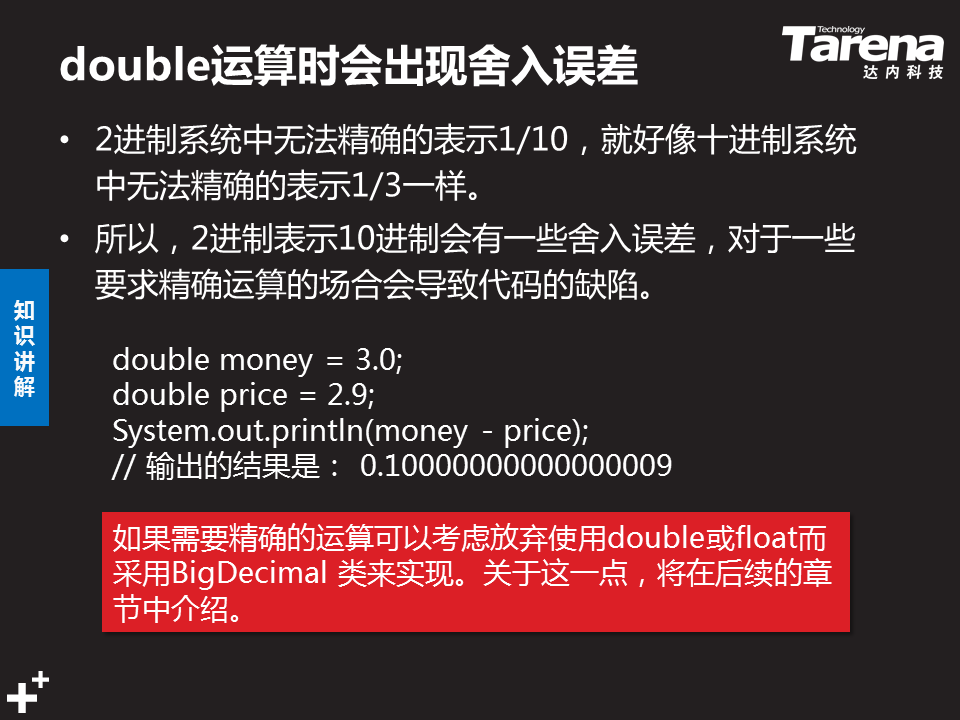 Technology
Tarena
达内科技
double运算时会出现舍入误差
• 2进制系统中无法精确的表示1/10，就好像十进制系统
中无法精确的表示1/3一样。
• 所以，2进制表示10进制会有一些舍入误差，对于一些
要求精确运算的场合会导致代码的缺陷。
知
识
讲
解
double money = 3.0;
double price = 2.9;
System.out.println(money - price);
// 输出的结果是： 0.10000000000000009
如果需要精确的运算可以考虑放弃使用double或float而
采用BigDecimal 类来实现。关于这一点，将在后续的章
节中介绍。